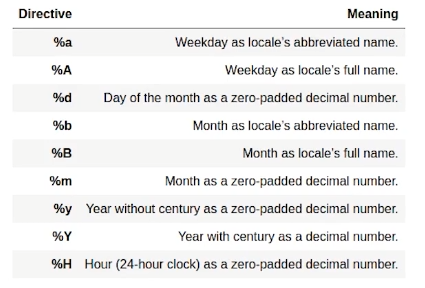 Directive Meaning
%a Weekday as locale's abbreviated name.
%A Weekday as locale's full name.
%d Day of the month as a zero-padded decimal number.
%b Month as locale's abbreviated name.
%B Month as locale's full name.
%m Month as a zero-padded decimal number.
%y Year without century as a zero-padded decimal number.
%Y Year with century as a decimal number.
%H Hour (24-hour clock) as a zero-padded decimal number.